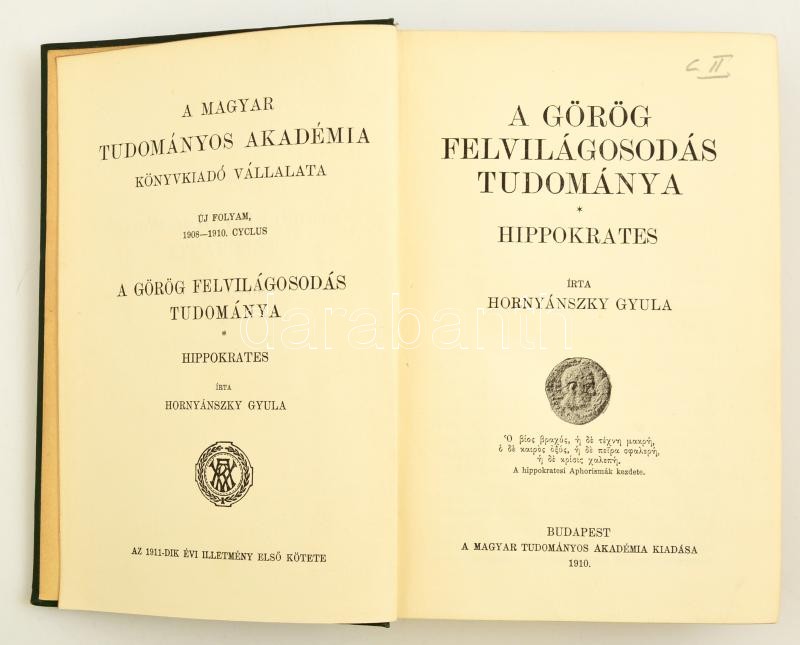 A MAGYAR
TUDOMÁNYOS AKADÉMIA
KÖNYVKIADÓ VÁLLALATA
ÚJ FOLYAM,
1908—1910. CYCLUS
A GÖRÖG FELVILÁGOSODÁS
TUDOMÁNYA
*
HIPPOKRATES
ÍRTA
HORNYÁNSZKY GYULA
AZ 1911-DIK ÉVI ILLETMÉNY ELSŐ KÖTETE
C II
A GÖRÖG
FELVILÁGOSODÁS
TUDOMÁNYA
*
HIPPOKRATES
ÍRTA
HORNYÁNSZKY GYULA
Ὁ βίος βραχύς, ἡ δὲ τέχνη μακρή,
ὁ δὲ καιρὸς ὀξύς, ἡ δὲ πεῖρα σφαλερή,
ἡ δὲ κρίσις χαλεπή.
A hippokratesi Aphorismák kezdete.
BUDAPEST
A MAGYAR TUDOMÁNYOS AKADÉMIA KIADÁSA
1910.
darabanth